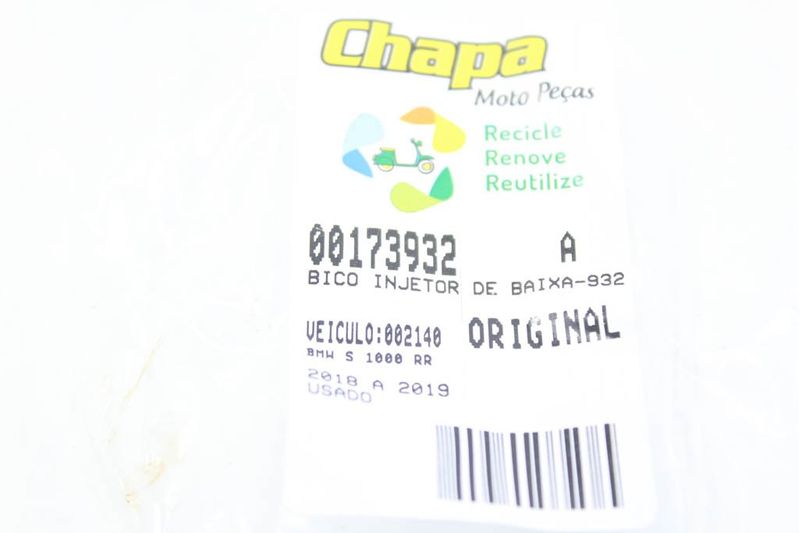 Chapa
Moto Peças
Recicle
Renove
Reutilize
00173932 A
BICO INJETOR DE BAIXA-932
VEICULO:002140 ORIGINAL
BMW S 1000 RR
2018 A 2019
USADO